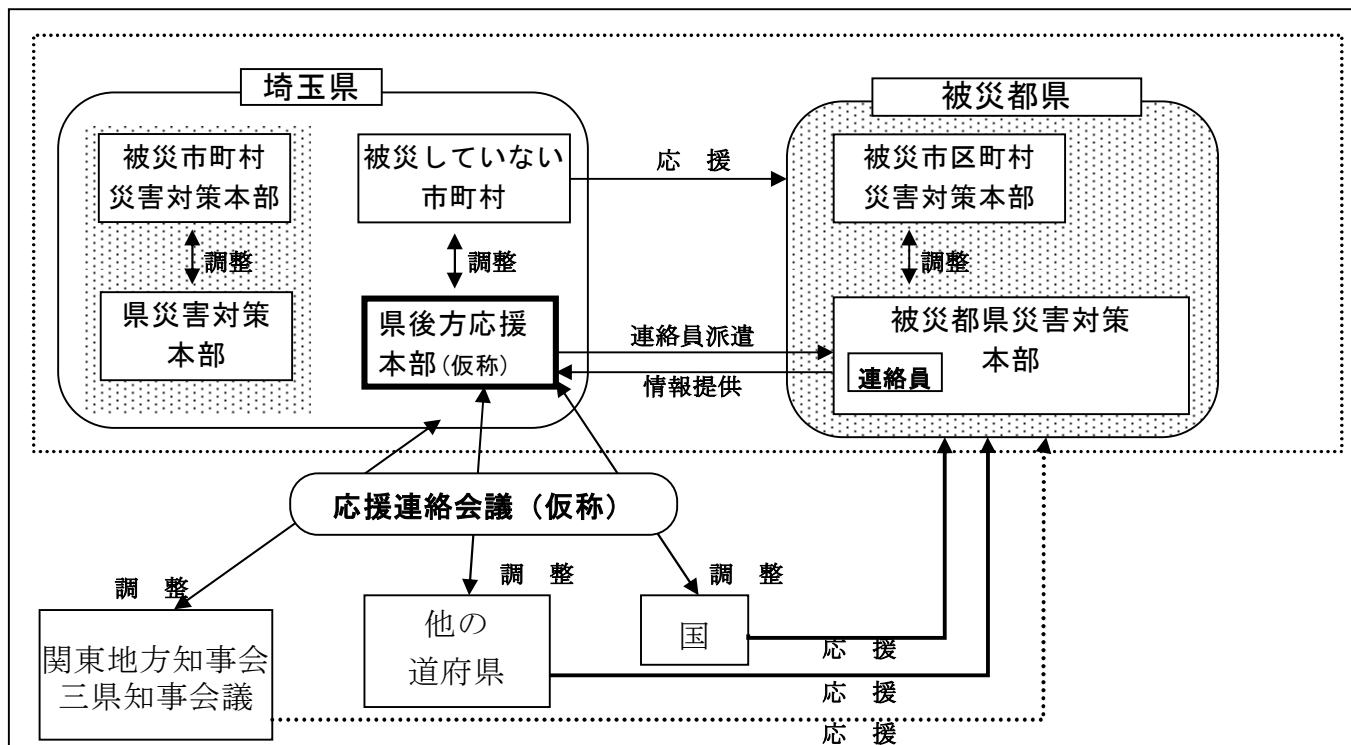 埼玉県
被災都県
被災市町村
災害対策本部
被災していない
市町村
応 援
被災市区町村
災害対策本部
調整
調整
調整
県災害対策
本部
県後方応援
本部(仮称)
連絡員派遣
情報提供
被災都県災害対策
本部
連絡員
応援連絡会議（仮称）
調 整
調 整
調 整
関東地方知事会
三県知事会議
他の
道府県
国
応 援
応 援
応 援